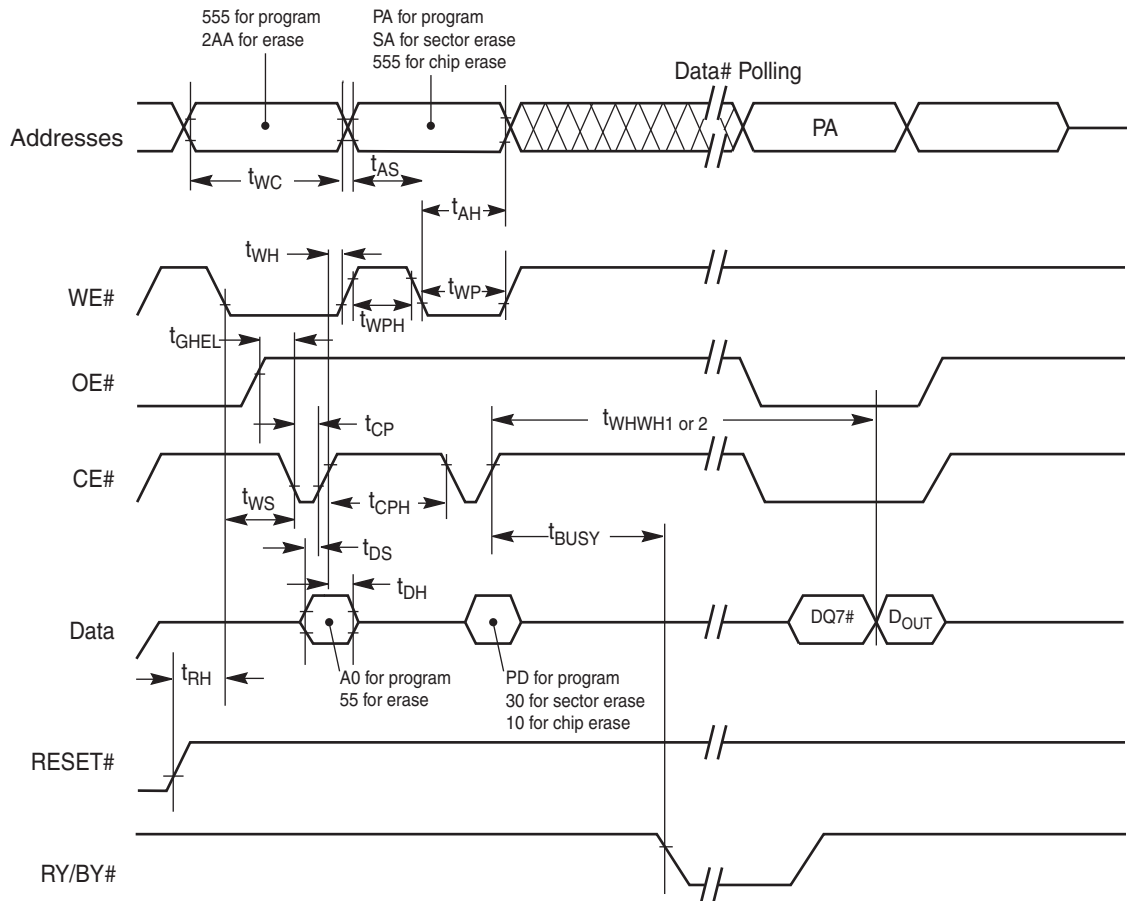 555 for program
2AA for erase
PA for program
SA for sector erase
555 for chip erase
Data# Polling
Addresses
PA
tWC
tAS
tAH
tWH
WE#
tWPH
tWP
tGHEL
OE#
tCP
tWHWH1 or 2
CE#
tWS
tCPH
tBUSY
tDS
tDH
Data
DQ7#
DOUT
tRH
A0 for program
55 for erase
PD for program
30 for sector erase
10 for chip erase
RESET#
RY/BY#